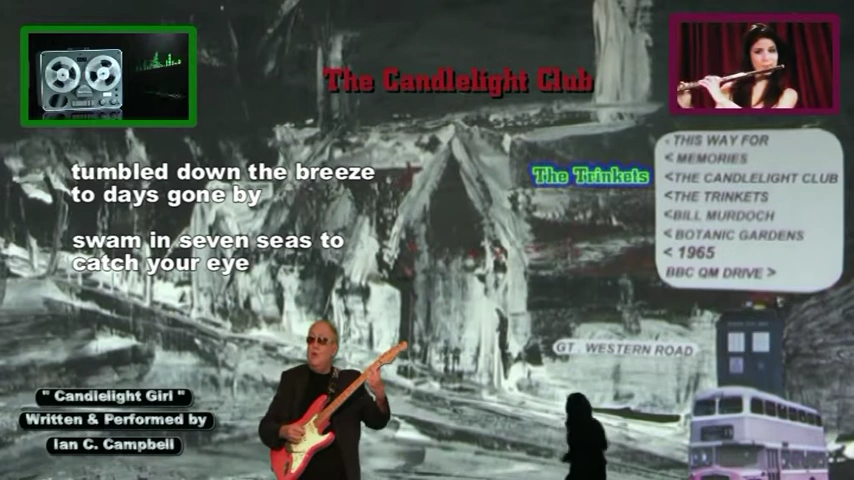 The Candlelight Club
tumbled down the breeze
to days gone by
swam in seven seas to
catch your eye
The Trinkets
THIS WAY FOR
< MEMORIES
<THE CANDLELIGHT CLUB
<THE TRINKETS
<BILL MURDOCH
< BOTANIC GARDENS
< 1965
BBC QM DRIVE >
GT. WESTERN ROAD
" Candlelight Girl "
Written & Performed by
Ian C. Campbell